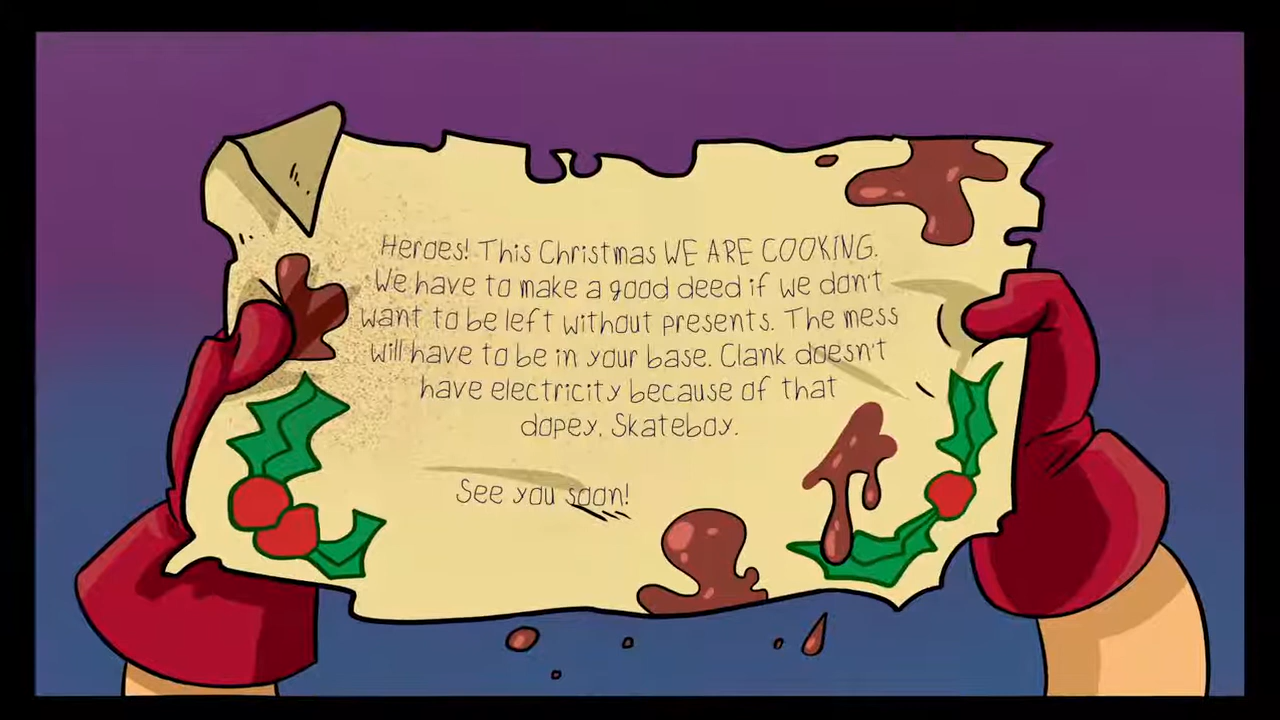 Heroes! This Christmas WE ARE COOKING.
We have to make a good deed if we don't
want to be left without presents. The mess
will have to be in your base. Clank doesn't
have electricity because of that
dopey, Skateboy.
See you soon!